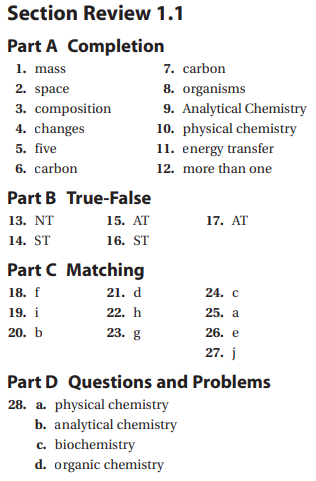 Section Review 1.1
Part A Completion
1. mass
2. space
3. composition
4. changes
5. five
6. carbon
7. carbon
8. organisms
9. Analytical Chemistry
10. physical chemistry
11. energy transfer
12. more than one
Part B True-False
13. NT
14. ST
15. AT
16. ST
17. AT
Part C Matching
18. f
19. i
20. b
21. d
22. h
23. g
24. c
25. a
26. e
27. j
Part D Questions and Problems
28. a. physical chemistry
b. analytical chemistry
c. biochemistry
d. organic chemistry